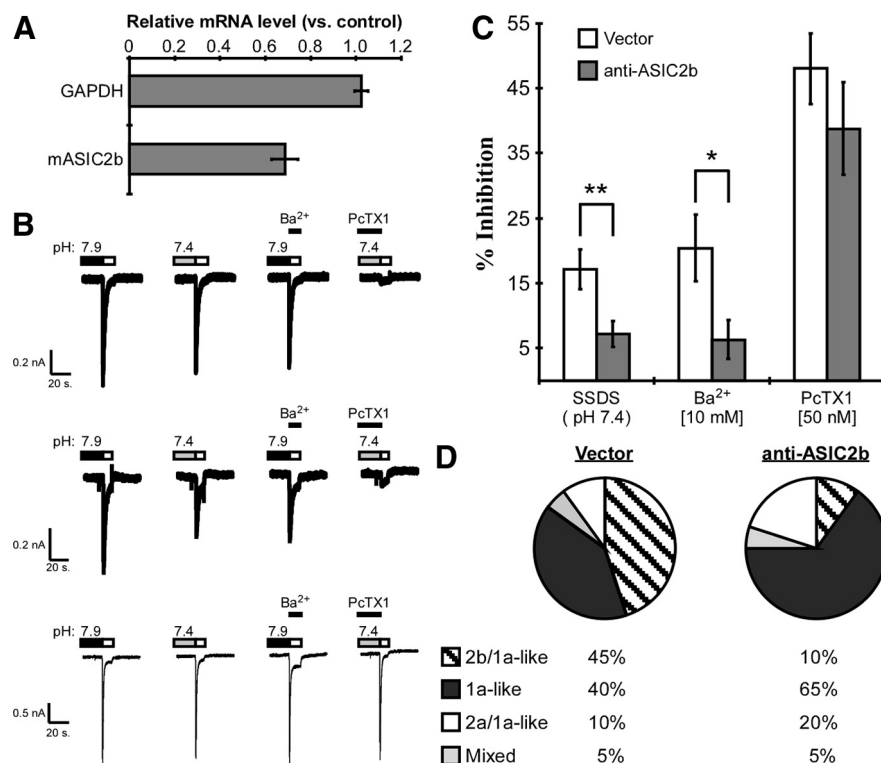 A
Relative mRNA level (vs. control)
0 0.2 0.4 0.6 0.8 1.0 1.2
GAPDH
mASIC2b
B
Ba2+ PcTX1
pH: 7.9 7.4 7.9 7.4
0.2 nA
20 s.
Ba2+ PcTX1
pH: 7.9 7.4 7.9 7.4
0.2 nA
20 s.
Ba2+ PcTX1
pH: 7.9 7.4 7.9 7.4
0.5 nA
20 s.
C
55
45
35
25
15
5
% Inhibition
Vector
anti-ASIC2b
**
*
SSDS Ba2+ PcTX1
( pH 7.4) [10 mM] [50 nM]
D
Vector anti-ASIC2b
2b/1a-like 45% 10%
1a-like 40% 65%
2a/1a-like 10% 20%
Mixed 5% 5%